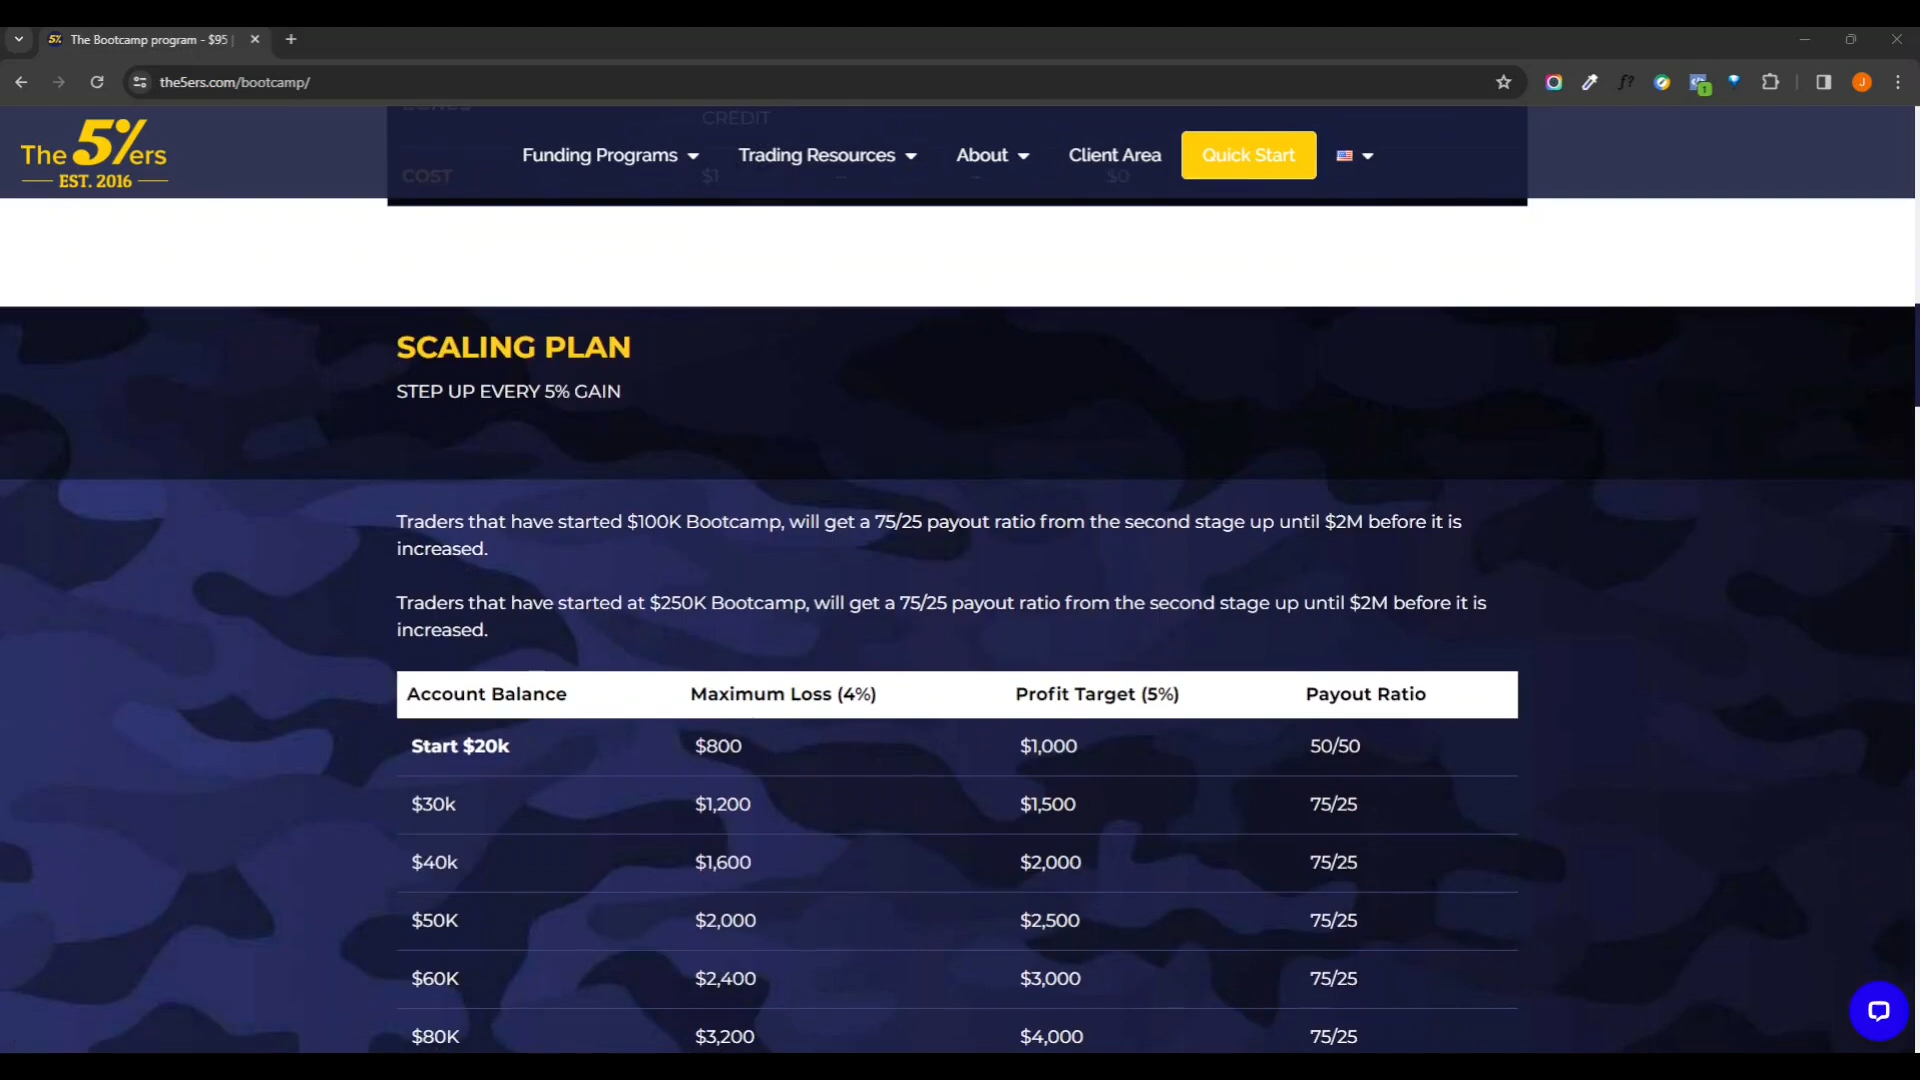 The Bootcamp program - $95
the5ers.com/bootcamp/
CREDIT
The 5%ers
EST. 2016
Funding Programs
Trading Resources
About
Client Area
Quick Start
COST $1 – – $0
SCALING PLAN
STEP UP EVERY 5% GAIN
Traders that have started $100K Bootcamp, will get a 75/25 payout ratio from the second stage up until $2M before it is
increased.
Traders that have started at $250K Bootcamp, will get a 75/25 payout ratio from the second stage up until $2M before it is
increased.
Account Balance Maximum Loss (4%) Profit Target (5%) Payout Ratio
Start $20k $800 $1,000 50/50
$30k $1,200 $1,500 75/25
$40k $1,600 $2,000 75/25
$50K $2,000 $2,500 75/25
$60K $2,400 $3,000 75/25
$80K $3,200 $4,000 75/25